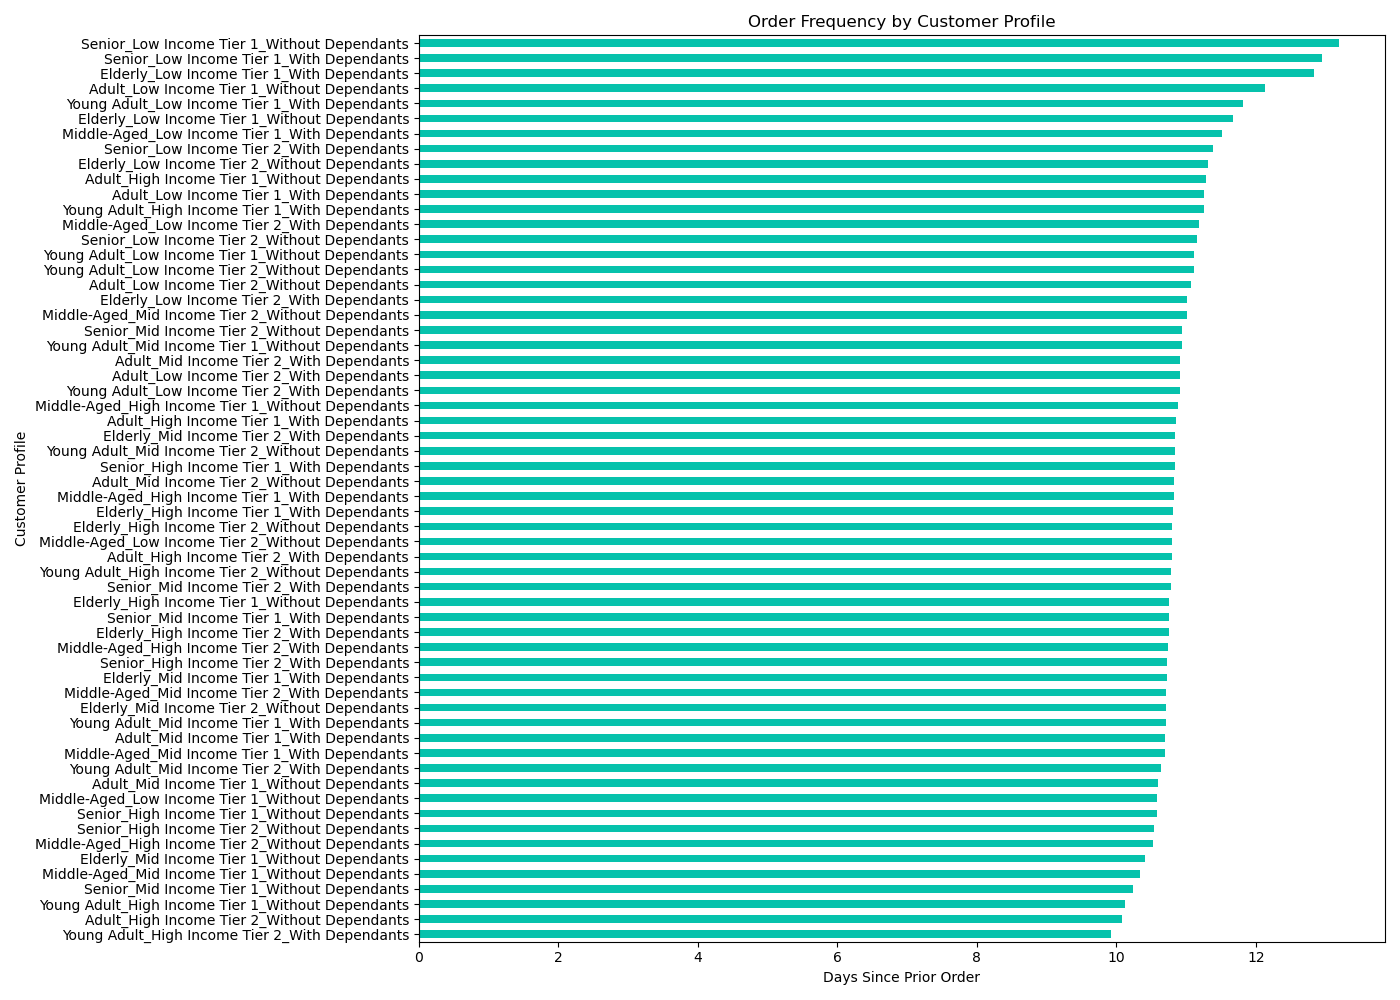 Order Frequency by Customer Profile
Senior_Low Income Tier 1_Without Dependants
Senior_Low Income Tier 1_With Dependants
Elderly_Low Income Tier 1_With Dependants
Adult_Low Income Tier 1_Without Dependants
Young Adult_Low Income Tier 1_With Dependants
Elderly_Low Income Tier 1_Without Dependants
Middle-Aged_Low Income Tier 1_With Dependants
Senior_Low Income Tier 2_With Dependants
Elderly_Low Income Tier 2_Without Dependants
Adult_High Income Tier 1_Without Dependants
Adult_Low Income Tier 1_With Dependants
Young Adult_High Income Tier 1_With Dependants
Middle-Aged_Low Income Tier 2_With Dependants
Senior_Low Income Tier 2_Without Dependants
Young Adult_Low Income Tier 1_Without Dependants
Young Adult_Low Income Tier 2_Without Dependants
Adult_Low Income Tier 2_Without Dependants
Elderly_Low Income Tier 2_With Dependants
Middle-Aged_Mid Income Tier 2_Without Dependants
Senior_Mid Income Tier 2_Without Dependants
Young Adult_Mid Income Tier 1_Without Dependants
Adult_Mid Income Tier 2_With Dependants
Adult_Low Income Tier 2_With Dependants
Young Adult_Low Income Tier 2_With Dependants
Middle-Aged_High Income Tier 1_Without Dependants
Adult_High Income Tier 1_With Dependants
Elderly_Mid Income Tier 2_With Dependants
Young Adult_Mid Income Tier 2_Without Dependants
Senior_High Income Tier 1_With Dependants
Adult_Mid Income Tier 2_Without Dependants
Middle-Aged_High Income Tier 1_With Dependants
Elderly_High Income Tier 1_With Dependants
Elderly_High Income Tier 2_Without Dependants
Middle-Aged_Low Income Tier 2_Without Dependants
Adult_High Income Tier 2_With Dependants
Young Adult_High Income Tier 2_Without Dependants
Senior_Mid Income Tier 2_With Dependants
Elderly_High Income Tier 1_Without Dependants
Senior_Mid Income Tier 1_With Dependants
Elderly_High Income Tier 2_With Dependants
Middle-Aged_High Income Tier 2_With Dependants
Senior_High Income Tier 2_With Dependants
Elderly_Mid Income Tier 1_With Dependants
Middle-Aged_Mid Income Tier 2_With Dependants
Elderly_Mid Income Tier 2_Without Dependants
Young Adult_Mid Income Tier 1_With Dependants
Adult_Mid Income Tier 1_With Dependants
Middle-Aged_Mid Income Tier 1_With Dependants
Young Adult_Mid Income Tier 2_With Dependants
Adult_Mid Income Tier 1_Without Dependants
Middle-Aged_Low Income Tier 1_Without Dependants
Senior_High Income Tier 1_Without Dependants
Senior_High Income Tier 2_Without Dependants
Middle-Aged_High Income Tier 2_Without Dependants
Elderly_Mid Income Tier 1_Without Dependants
Middle-Aged_Mid Income Tier 1_Without Dependants
Senior_Mid Income Tier 1_Without Dependants
Young Adult_High Income Tier 1_Without Dependants
Adult_High Income Tier 2_Without Dependants
Young Adult_High Income Tier 2_With Dependants
Customer Profile
0 2 4 6 8 10 12
Days Since Prior Order